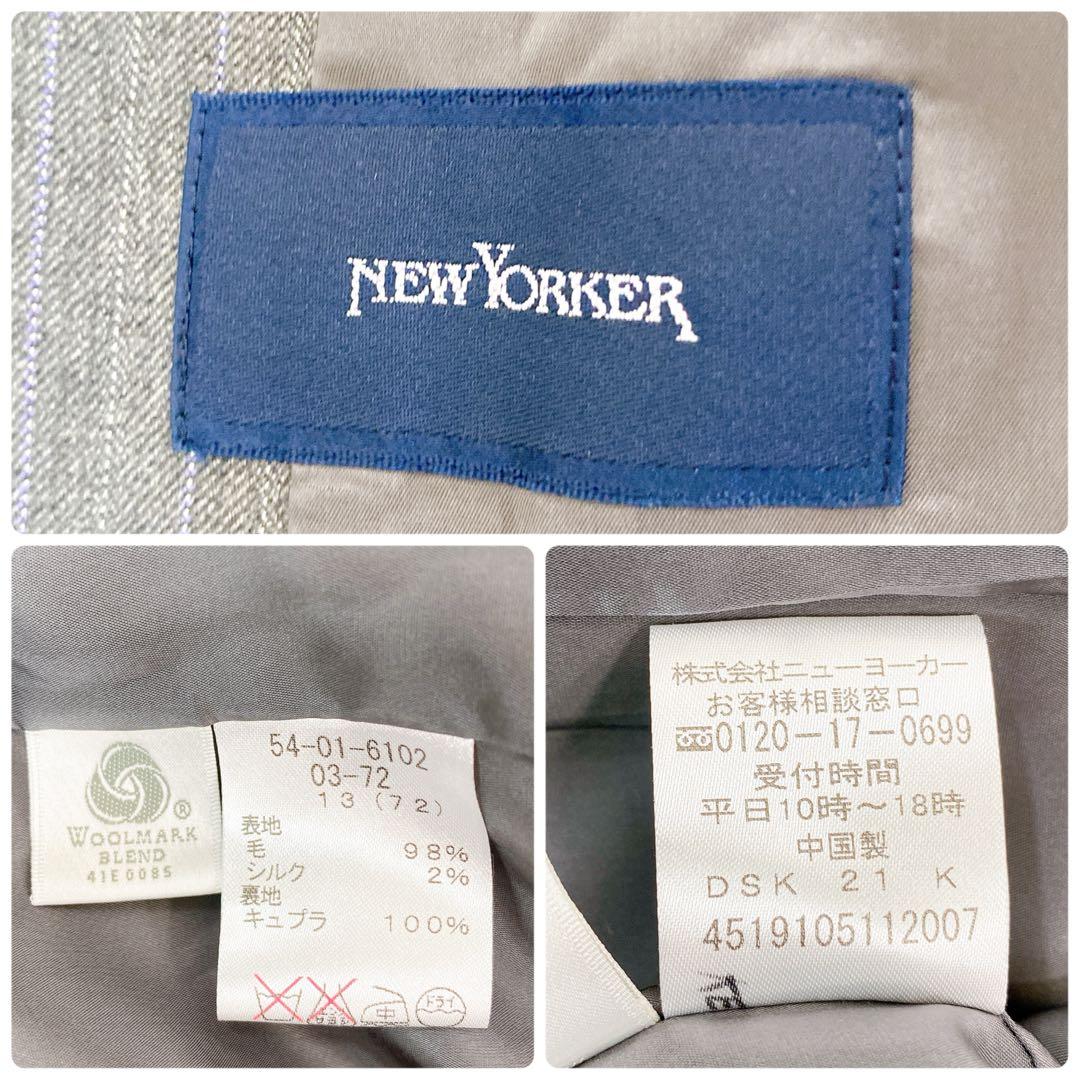 NEW YORKER
WOOLMARK
BLEND
41E0085
54-01-6102
03-72
13(72)
表地
毛 98%
シルク 2%
裏地
キュプラ 100%
中 ドライ
株式会社ニューヨーカー
お客様相談窓口
0120-17-0699
受付時間
平日10時~18時
中国製
DSK 21 K
4519105112007